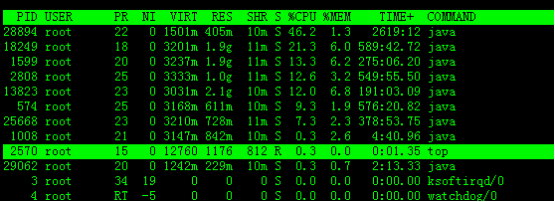 PID USER PR NI VIRT RES SHR S %CPU %MEM TIME+ COMMAND
28894 root 22 0 1501m 405m 10m S 46.2 1.3 2619:12 java
18249 root 18 0 3201m 1.9g 11m S 21.3 6.0 589:42.72 java
1599 root 20 0 3237m 1.9g 11m S 13.3 6.2 275:06.20 java
2808 root 25 0 3333m 1.0g 11m S 12.6 3.2 549:55.50 java
13823 root 23 0 3031m 2.1g 10m S 12.0 6.8 191:03.09 java
574 root 25 0 3168m 611m 10m S 9.3 1.9 576:20.82 java
25668 root 23 0 3210m 728m 11m S 7.3 2.3 378:53.75 java
1008 root 21 0 3147m 842m 10m S 0.3 2.6 4:40.96 java
2570 root 15 0 12760 1176 812 R 0.3 0.0 0:01.35 top
29062 root 20 0 1242m 229m 10m S 0.3 0.7 2:13.33 java
3 root 34 19 0 0 0 S 0.0 0.0 0:00.00 ksoftirqd/0
4 root RT -5 0 0 0 S 0.0 0.0 0:00.00 watchdog/0